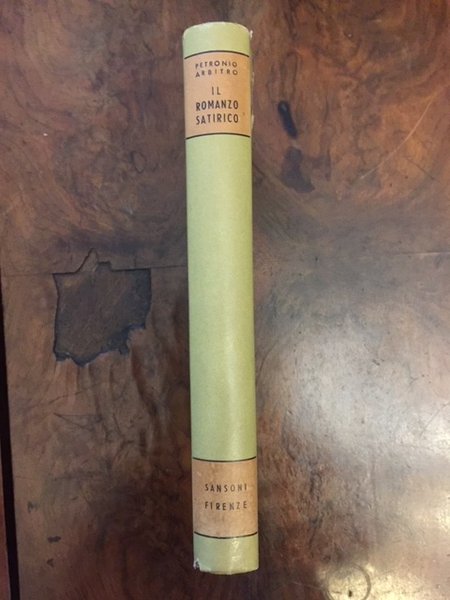 PETRONIO
ARBITRO
IL
ROMANZO
SATIRICO
SANSONI
FIRENZE